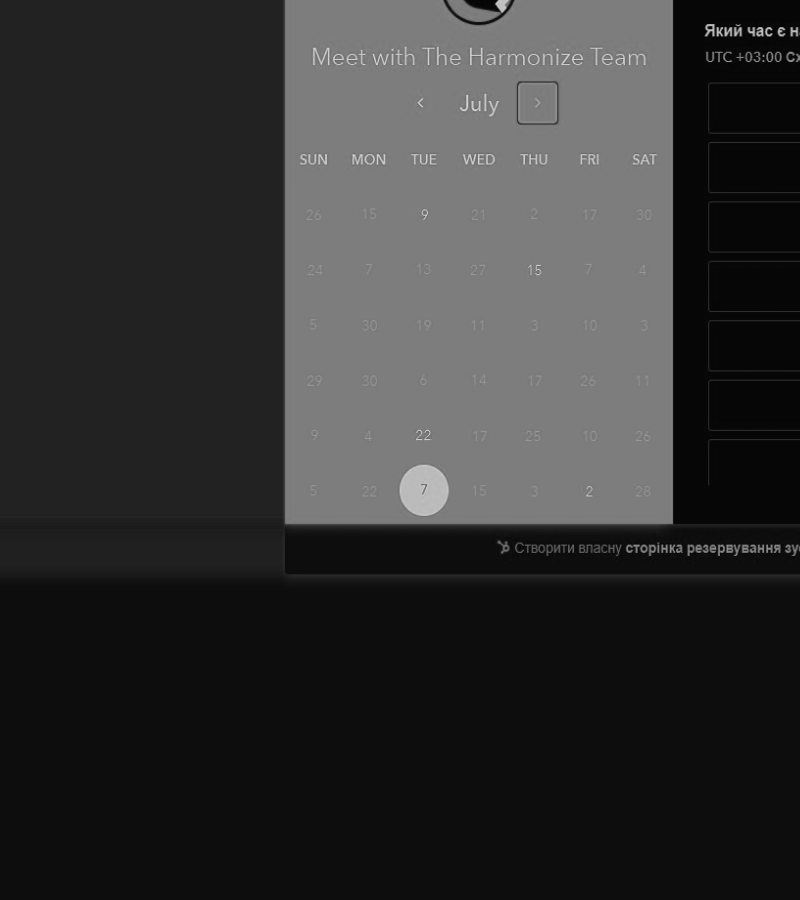 Meet with The Harmonize Team
July
SUN MON TUE WED THU FRI SAT
26 15 9 21 2 17 30
24 7 13 27 15 7 4
5 30 19 11 3 10 3
29 30 6 14 17 26 11
9 4 22 17 25 10 26
5 22 7 15 3 2 28
Який час є
UTC +03:00
Створити власну сторінка резервування